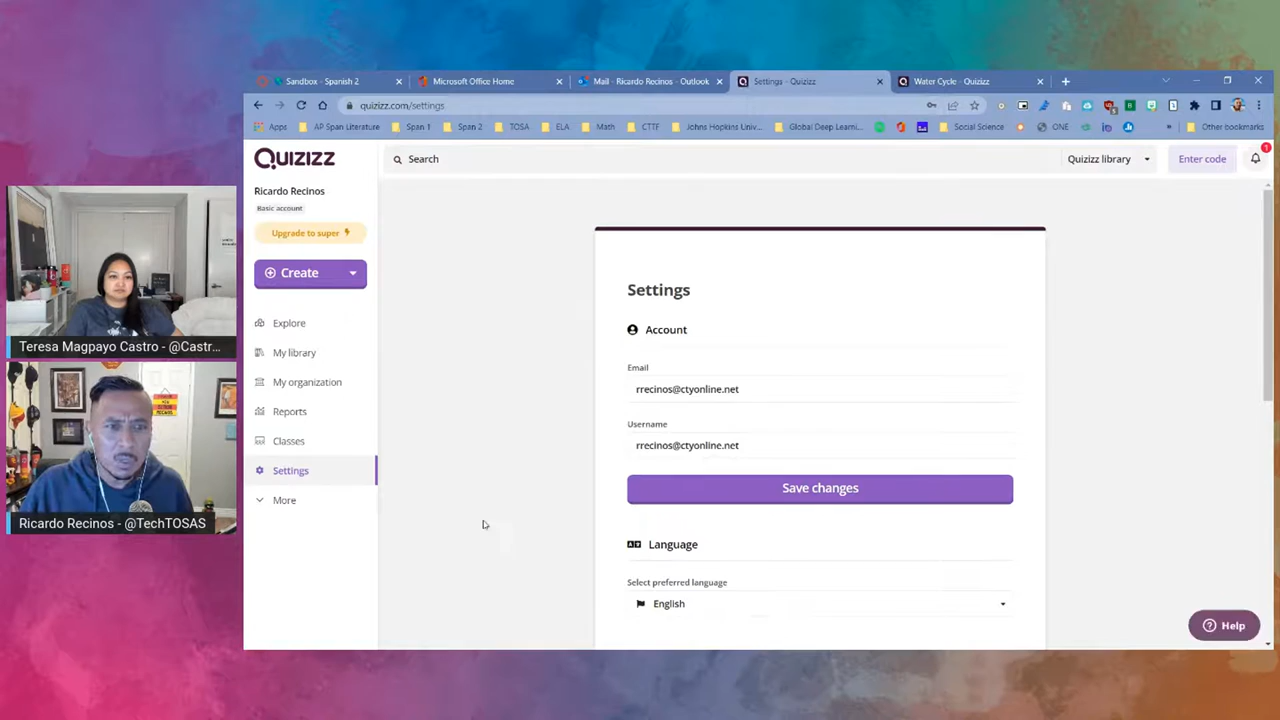 Sandbox - Spanish 2
Microsoft Office Home
Mail - Ricardo Recinos - Outlook
Settings - Quizizz
Water Cycle - Quizizz
quizizz.com/settings
Apps
AP Span Literature
Span 1
Span 2
TOSA
ELA
Math
CTTF
Johns Hopkins Univ...
Global Deep Learni...
Social Science
ONE
Other bookmarks
QUIZIZZ
Search
Quizizz library
Enter code
1
Ricardo Recinos
Basic account
Upgrade to super
Create
Explore
My library
My organization
Reports
Classes
Settings
More
Settings
Account
Email
rrecinos@ctyonline.net
Username
rrecinos@ctyonline.net
Save changes
Language
Select preferred language
English
Help
Teresa Magpayo Castro - @Castr...
Ricardo Recinos - @TechTOSAS